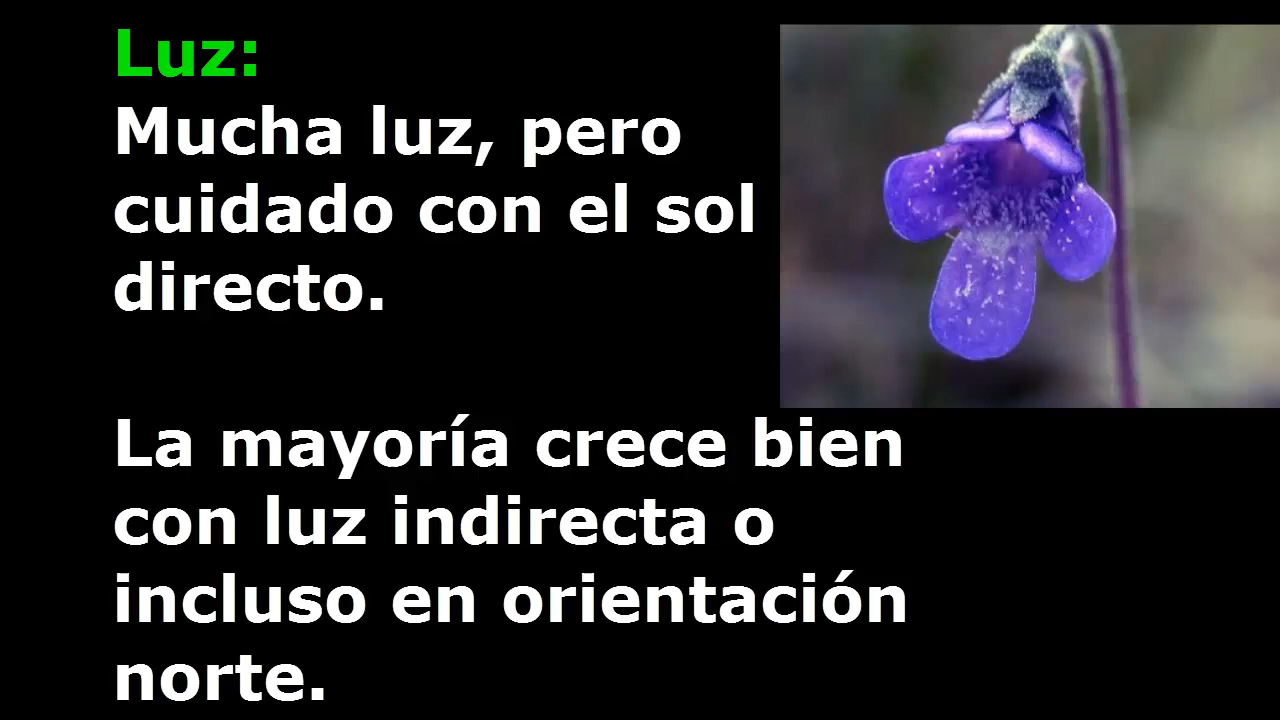 Luz:
Mucha luz, pero
cuidado con el sol
directo.
La mayoría crece bien
con luz indirecta o
incluso en orientación
norte.